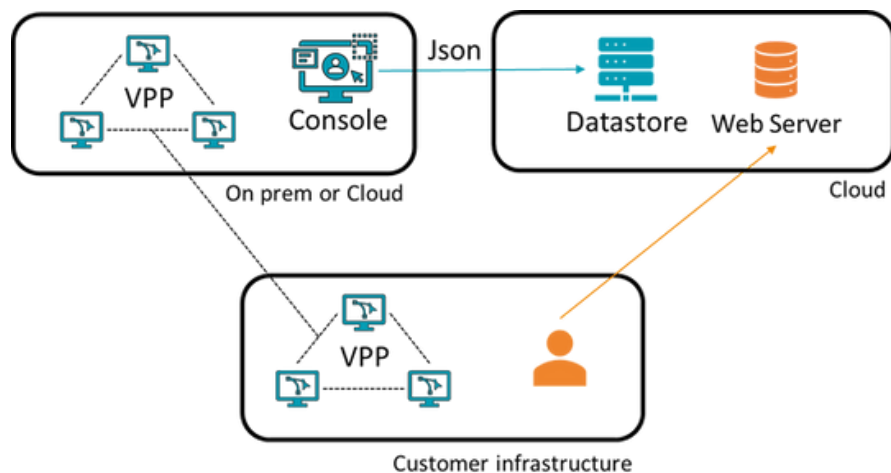 VPP
Console
Json
Datastore
Web Server
On prem or Cloud
Cloud
VPP
Customer infrastructure